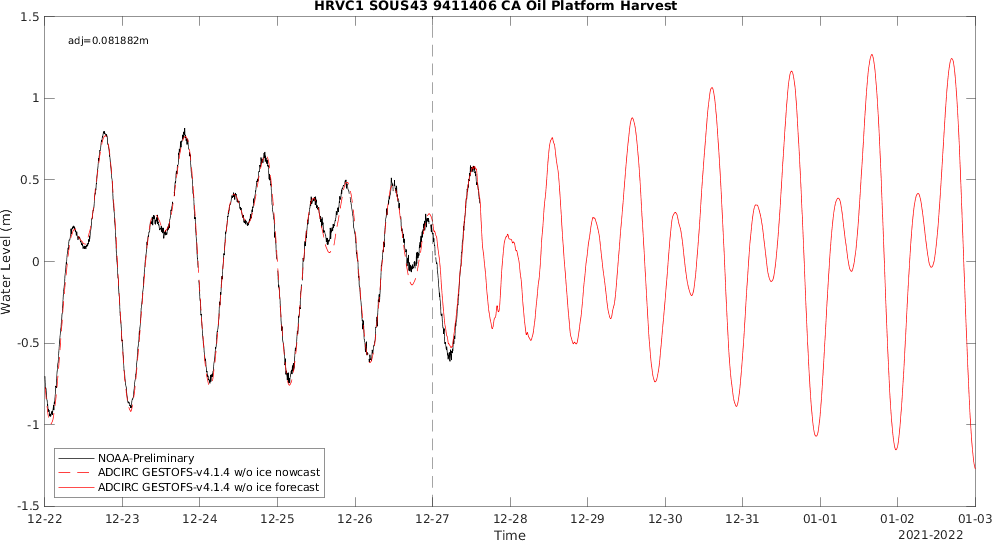 HRVC1 SOUS43 9411406 CA Oil Platform Harvest
adj=0.081882m
1.5
1
0.5
0
-0.5
-1
-1.5
Water Level (m)
NOAA-Preliminary
ADCIRC GESTOFS-v4.1.4 w/o ice nowcast
ADCIRC GESTOFS-v4.1.4 w/o ice forecast
12-22 12-23 12-24 12-25 12-26 12-27 12-28 12-29 12-30 12-31 01-01 01-02 01-03
Time
2021-2022